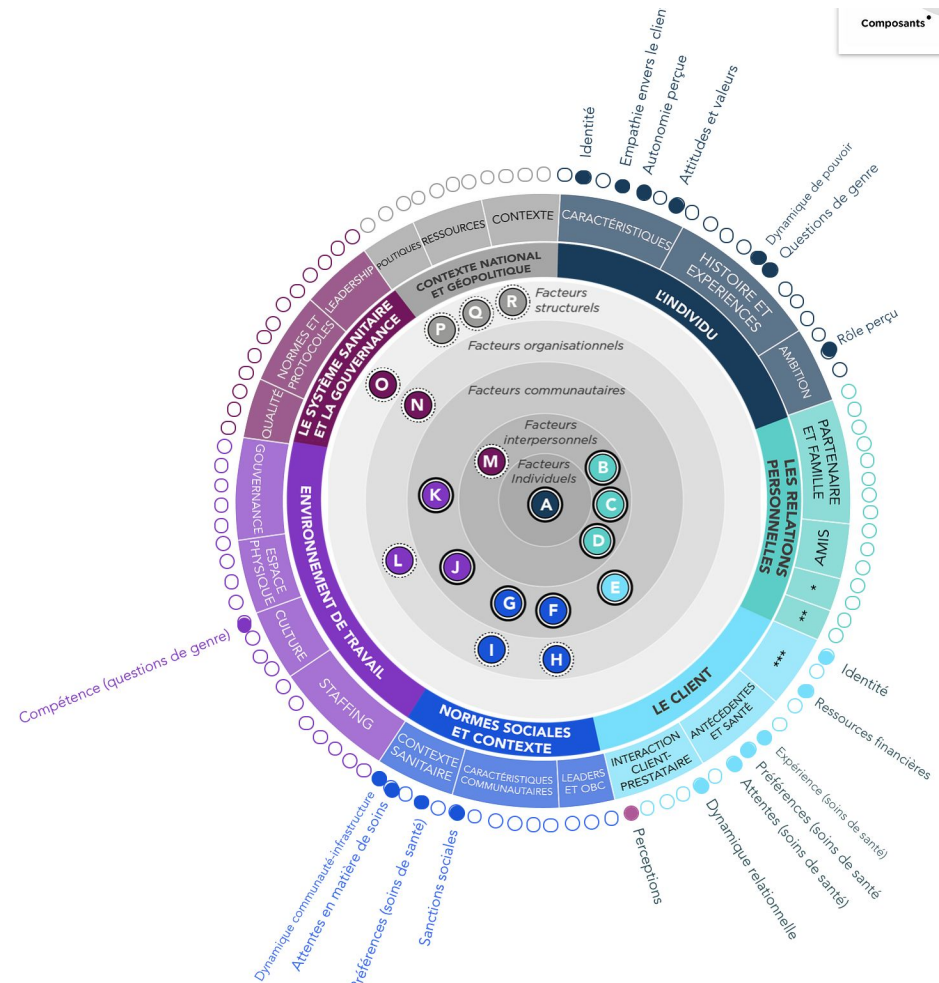 Composants
Identité
Empathie envers le clien
Autonomie perçue
Attitudes et valeurs
Dynamique de pouvoir
Questions de genre
Rôle perçu
CONTEXTE
RESSOURCES
POLITIQUES
CONTEXTE NATIONAL
ET GÉOPOLITIQUE
CARACTÉRISTIQUES
HISTOIRE ET
EXPÉRIENCES
AMBITION
L'INDIVIDU
LEADERSHIP
NORMES ET
PROTOCOLES
QUALITÉ
LE SYSTÈME SANITAIRE
ET LA GOUVERNANCE
Facteurs
structurels
Facteurs organisationnels
Facteurs communautaires
Facteurs
interpersonnels
Facteurs
Individuels
R
Q
P
O
N
M
B
K
A
C
D
L
J
E
G
F
I
H
PARTENAIRE
ET FAMILLE
AMIS
*
**
LES RELATIONS
PERSONNELLES
GOUVERNANCE
ESPACE
PHYSIQUE
CULTURE
STAFFING
ENVIRONNEMENT DE TRAVAIL
Compétence (questions de genre)
***
ANTÉCÉDENTES
ET SANTÉ
INTERACTION
CLIENT-
PRESTATAIRE
LE CLIENT
Identité
Ressources financières
Expérience (soins de santé)
Préférences (soins de santé
Attentes (soins de santé)
Dynamique relationnelle
Perceptions
NORMES SOCIALES
ET CONTEXTE
CONTEXTE
SANITAIRE
CARACTÉRISTIQUES
COMMUNAUTAIRES
LEADERS
ET OBC
Dynamique communauté-infrastructure
Attentes en matière de soins
Préférences (soins de santé)
Sanctions sociales